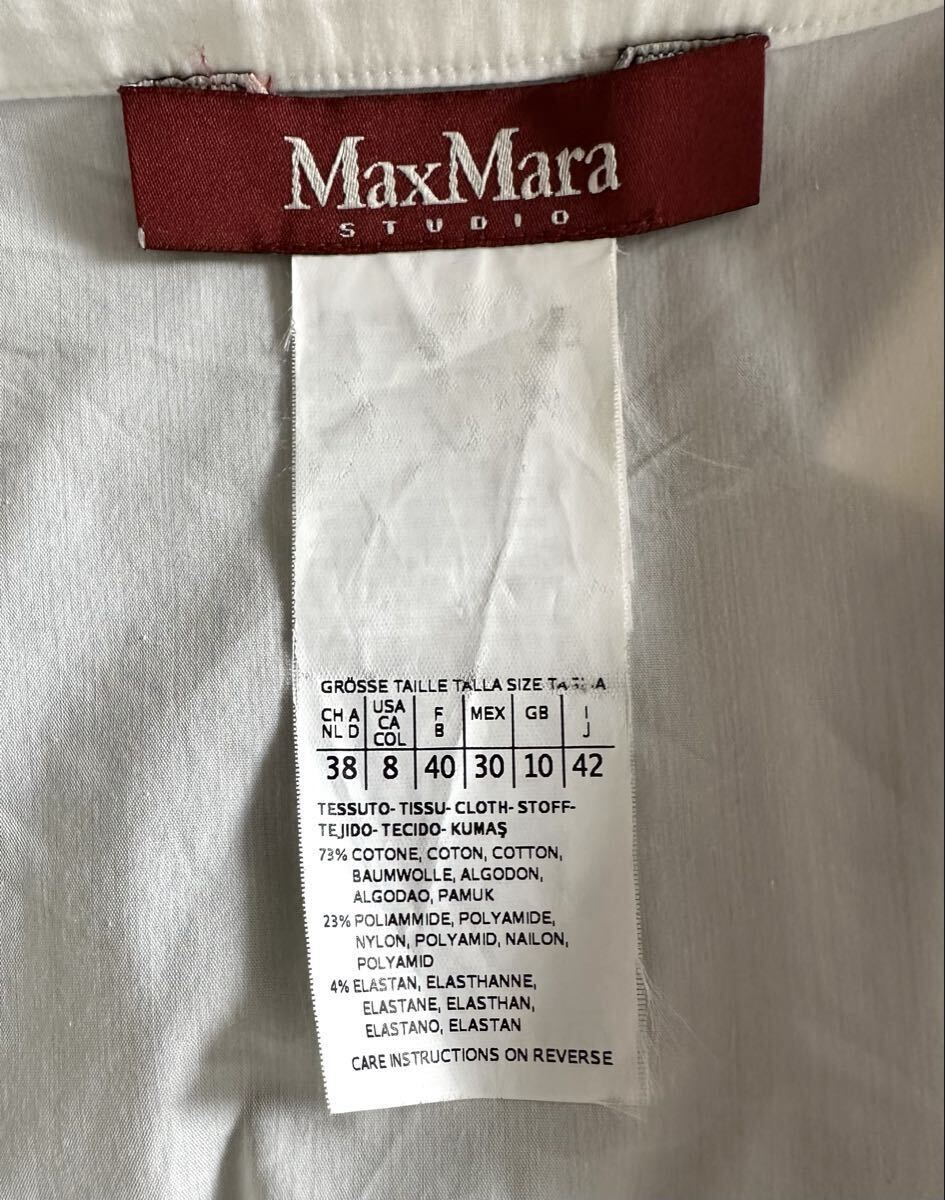 MaxMara
STUDIO
GRÖSSE TAILLE TALLA SIZE
CH A USA F MEX GB I
NL D CA B J
COL
38 8 40 30 10 42
TESSUTO- TISSU- CLOTH- STOFF-
TEJIDO- TECIDO- KUMAŞ
73% COTONE, COTON, COTTON,
BAUMWOLLE, ALGODON,
ALGODAO, PAMUK
23% POLIAMMIDE, POLYAMIDE,
NYLON, POLYAMID, NAILON,
POLYAMID
4% ELASTAN, ELASTHANNE,
ELASTANE, ELASTHAN,
ELASTANO, ELASTAN
CARE INSTRUCTIONS ON REVERSE